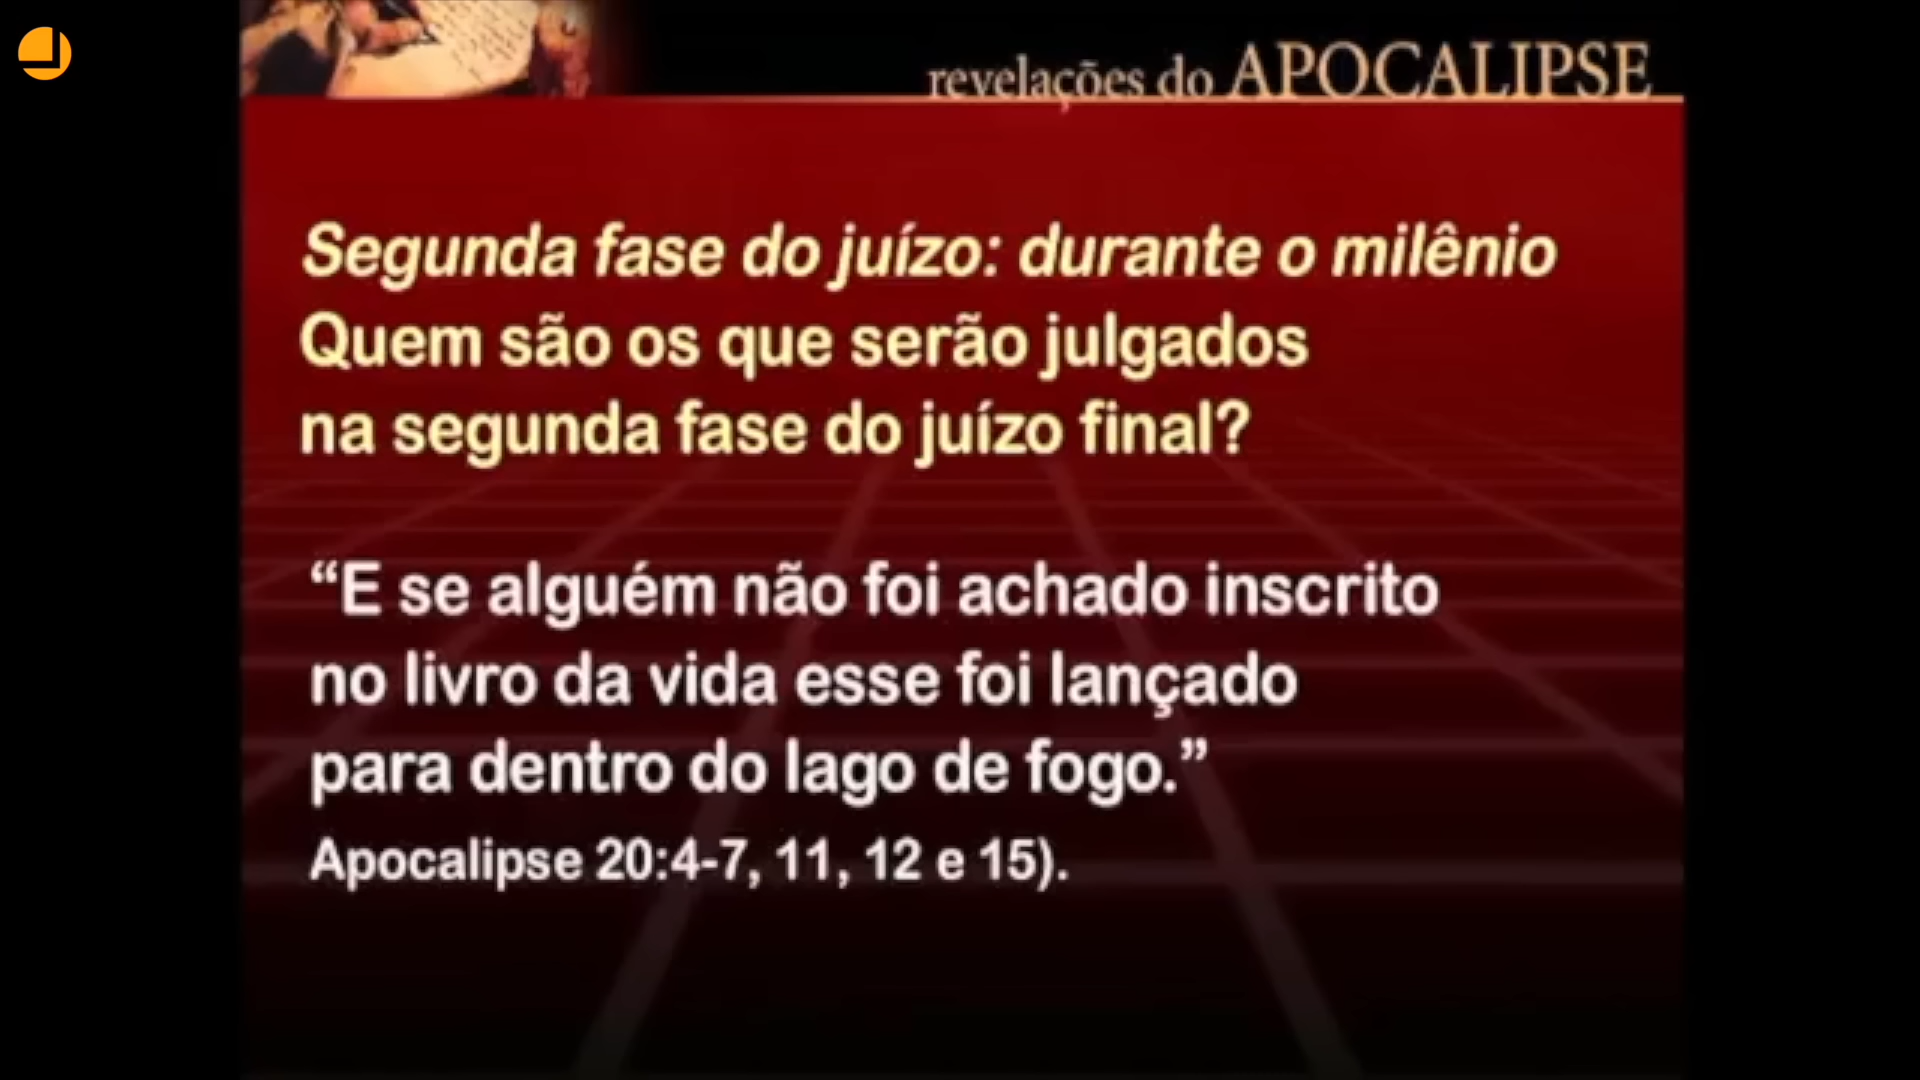 revelações do APOCALIPSE
Segunda fase do juízo: durante o milênio
Quem são os que serão julgados
na segunda fase do juízo final?
“E se alguém não foi achado inscrito
no livro da vida esse foi lançado
para dentro do lago de fogo.”
Apocalipse 20:4-7, 11, 12 e 15).